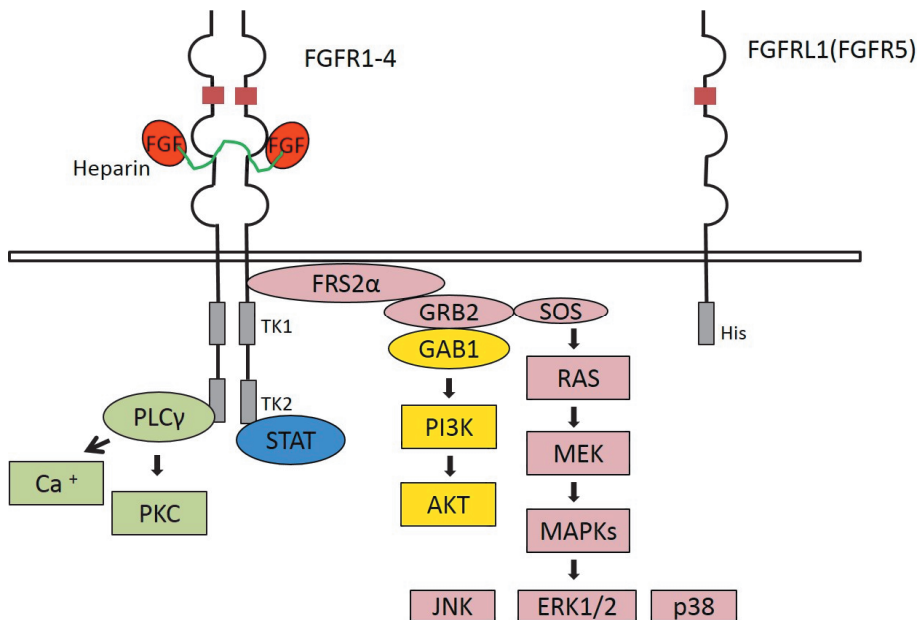 FGFR1-4
FGFRL1(FGFR5)
FGF
FGF
Heparin
FRS2α
GRB2
SOS
TK1
His
GAB1
RAS
TK2
PLCγ
STAT
PI3K
MEK
Ca +
PKC
AKT
MAPKs
JNK
ERK1/2
p38